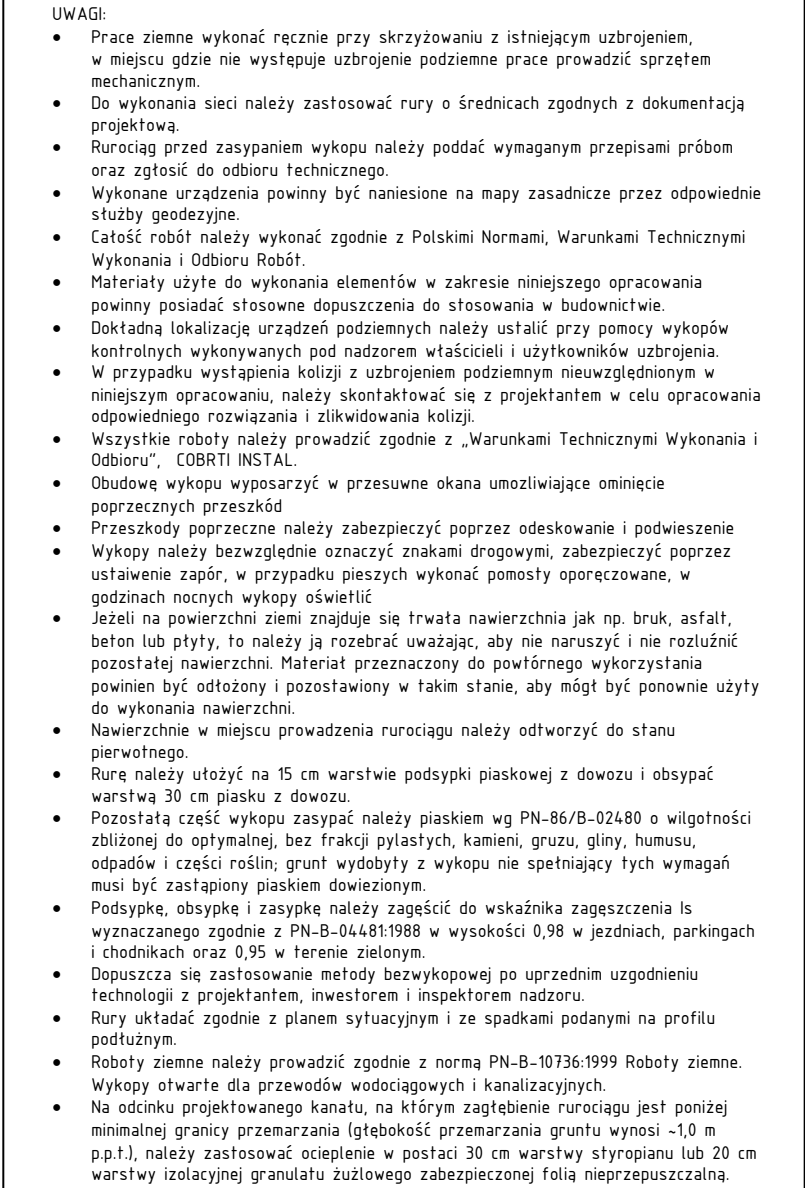 UWAGI:
• Prace ziemne wykonać ręcznie przy skrzyżowaniu z istniejącym uzbrojeniem,
w miejscu gdzie nie występuje uzbrojenie podziemne prace prowadzić sprzętem
mechanicznym.
• Do wykonania sieci należy zastosować rury o średnicach zgodnych z dokumentacją
projektową.
• Rurociąg przed zasypaniem wykopu należy poddać wymaganym przepisami próbom
oraz zgłosić do odbioru technicznego.
• Wykonane urządzenia powinny być naniesione na mapy zasadnicze przez odpowiednie
służby geodezyjne.
• Całość robót należy wykonać zgodnie z Polskimi Normami, Warunkami Technicznymi
Wykonania i Odbioru Robót.
• Materiały użyte do wykonania elementów w zakresie niniejszego opracowania
powinny posiadać stosowne dopuszczenia do stosowania w budownictwie.
• Dokładną lokalizację urządzeń podziemnych należy ustalić przy pomocy wykopów
kontrolnych wykonywanych pod nadzorem właścicieli i użytkowników uzbrojenia.
• W przypadku wystąpienia kolizji z uzbrojeniem podziemnym nieuwzględnionym w
niniejszym opracowaniu, należy skontaktować się z projektantem w celu opracowania
odpowiedniego rozwiązania i zlikwidowania kolizji.
• Wszystkie roboty należy prowadzić zgodnie z „Warunkami Technicznymi Wykonania i
Odbioru”, COBRTI INSTAL.
• Obudowę wykopu wyposarzyć w przesuwne okana umozliwiające ominięcie
poprzecznych przeszkód
• Przeszkody poprzeczne należy zabezpieczyć poprzez odeskowanie i podwieszenie
• Wykopy należy bezwzględnie oznaczyć znakami drogowymi, zabezpieczyć poprzez
ustaiwenie zapór, w przypadku pieszych wykonać pomosty oporęczowane, w
godzinach nocnych wykopy oświetlić
• Jeżeli na powierzchni ziemi znajduje się trwała nawierzchnia jak np. bruk, asfalt,
beton lub płyty, to należy ją rozebrać uważając, aby nie naruszyć i nie rozluźnić
pozostałej nawierzchni. Materiał przeznaczony do powtórnego wykorzystania
powinien być odłożony i pozostawiony w takim stanie, aby mógł być ponownie użyty
do wykonania nawierzchni.
• Nawierzchnie w miejscu prowadzenia rurociągu należy odtworzyć do stanu
pierwotnego.
• Rurę należy ułożyć na 15 cm warstwie podsypki piaskowej z dowozu i obsypać
warstwą 30 cm piasku z dowozu.
• Pozostałą część wykopu zasypać należy piaskiem wg PN-86/B-02480 o wilgotności
zbliżonej do optymalnej, bez frakcji pylastych, kamieni, gruzu, gliny, humusu,
odpadów i części roślin; grunt wydobyty z wykopu nie spełniający tych wymagań
musi być zastąpiony piaskiem dowiezionym.
• Podsypkę, obsypkę i zasypkę należy zagęścić do wskaźnika zagęszczenia Is
wyznaczanego zgodnie z PN-B-04481:1988 w wysokości 0,98 w jezdniach, parkingach
i chodnikach oraz 0,95 w terenie zielonym.
• Dopuszcza się zastosowanie metody bezwykopowej po uprzednim uzgodnieniu
technologii z projektantem, inwestorem i inspektorem nadzoru.
• Rury układać zgodnie z planem sytuacyjnym i ze spadkami podanymi na profilu
podłużnym.
• Roboty ziemne należy prowadzić zgodnie z normą PN-B-10736:1999 Roboty ziemne.
Wykopy otwarte dla przewodów wodociągowych i kanalizacyjnych.
• Na odcinku projektowanego kanału, na którym zagłębienie rurociągu jest poniżej
minimalnej granicy przemarzania (głębokość przemarzania gruntu wynosi ~1,0 m
p.p.t.), należy zastosować ocieplenie w postaci 30 cm warstwy styropianu lub 20 cm
warstwy izolacyjnej granulatu żużlowego zabezpieczonej folią nieprzepuszczalną.